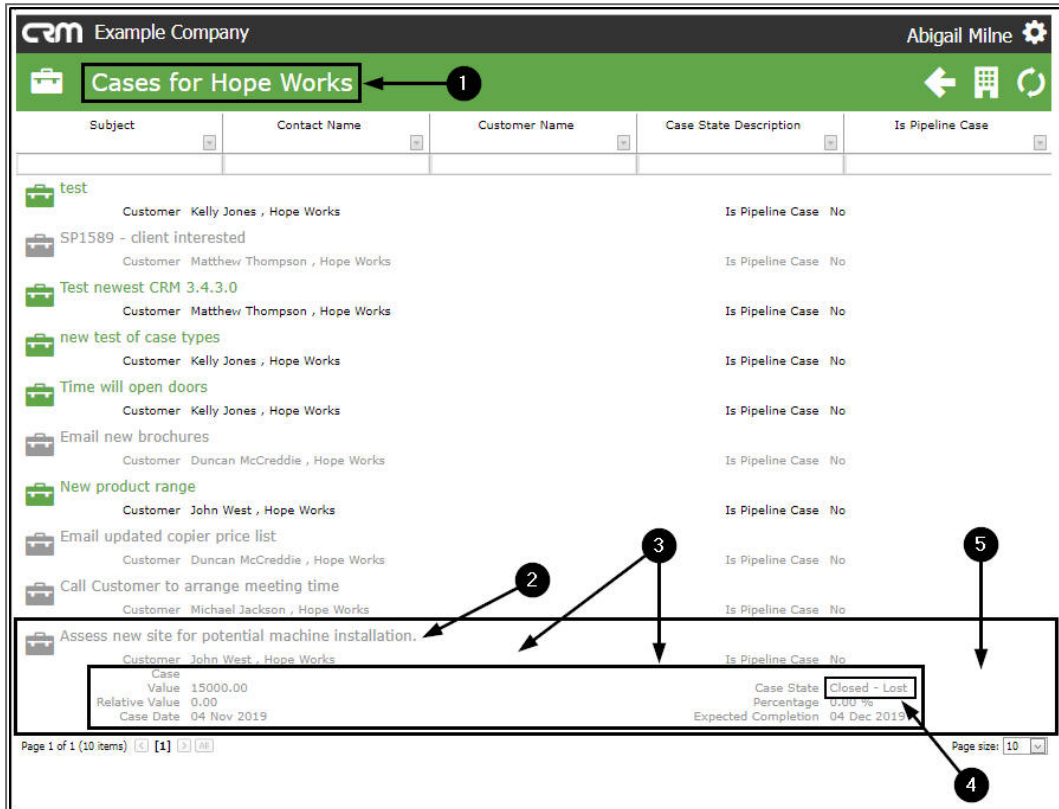 CRM Example Company Abigail Milne
Cases for Hope Works 1
Subject Contact Name Customer Name Case State Description Is Pipeline Case
test
Customer Kelly Jones , Hope Works Is Pipeline Case No
SP1589 - client interested
Customer Matthew Thompson , Hope Works Is Pipeline Case No
Test newest CRM 3.4.3.0
Customer Matthew Thompson , Hope Works Is Pipeline Case No
new test of case types
Customer Kelly Jones , Hope Works Is Pipeline Case No
Time will open doors
Customer Kelly Jones , Hope Works Is Pipeline Case No
Email new brochures
Customer Duncan McCreddie , Hope Works Is Pipeline Case No
New product range
Customer John West , Hope Works Is Pipeline Case No
Email updated copier price list
3 5
Customer Duncan McCreddie , Hope Works Is Pipeline Case No
Call Customer to arrange meeting time 2
Customer Michael Jackson , Hope Works Is Pipeline Case No
Assess new site for potential machine installation.
Customer John West , Hope Works Is Pipeline Case No
Case
Value 15000.00 Case State Closed - Lost
Relative Value 0.00 Percentage 0.00 %
Case Date 04 Nov 2019 Expected Completion 04 Dec 2019
Page 1 of 1 (10 items) < [1] > All Page size: 10
4